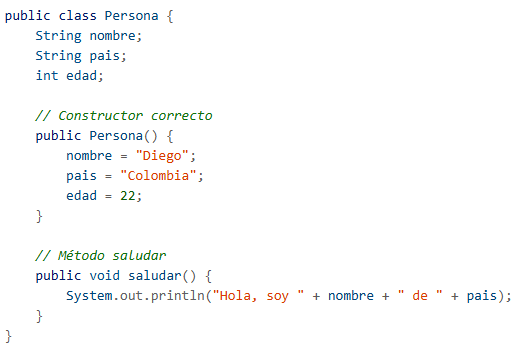 public class Persona {
    String nombre;
    String pais;
    int edad;

    // Constructor correcto
    public Persona() {
        nombre = "Diego";
        pais = "Colombia";
        edad = 22;
    }

    // Método saludar
    public void saludar() {
        System.out.println("Hola, soy " + nombre + " de " + pais);
    }
}